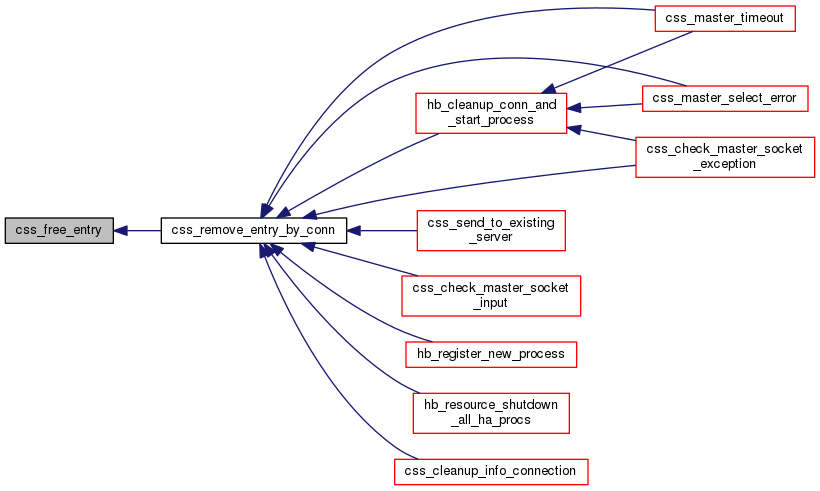 css_free_entry
css_remove_entry_by_conn
hb_cleanup_conn_and
_start_process
css_master_timeout
css_master_select_error
css_check_master_socket
_exception
css_send_to_existing
_server
css_check_master_socket
_input
hb_register_new_process
hb_resource_shutdown
_all_ha_procs
css_cleanup_info_connection